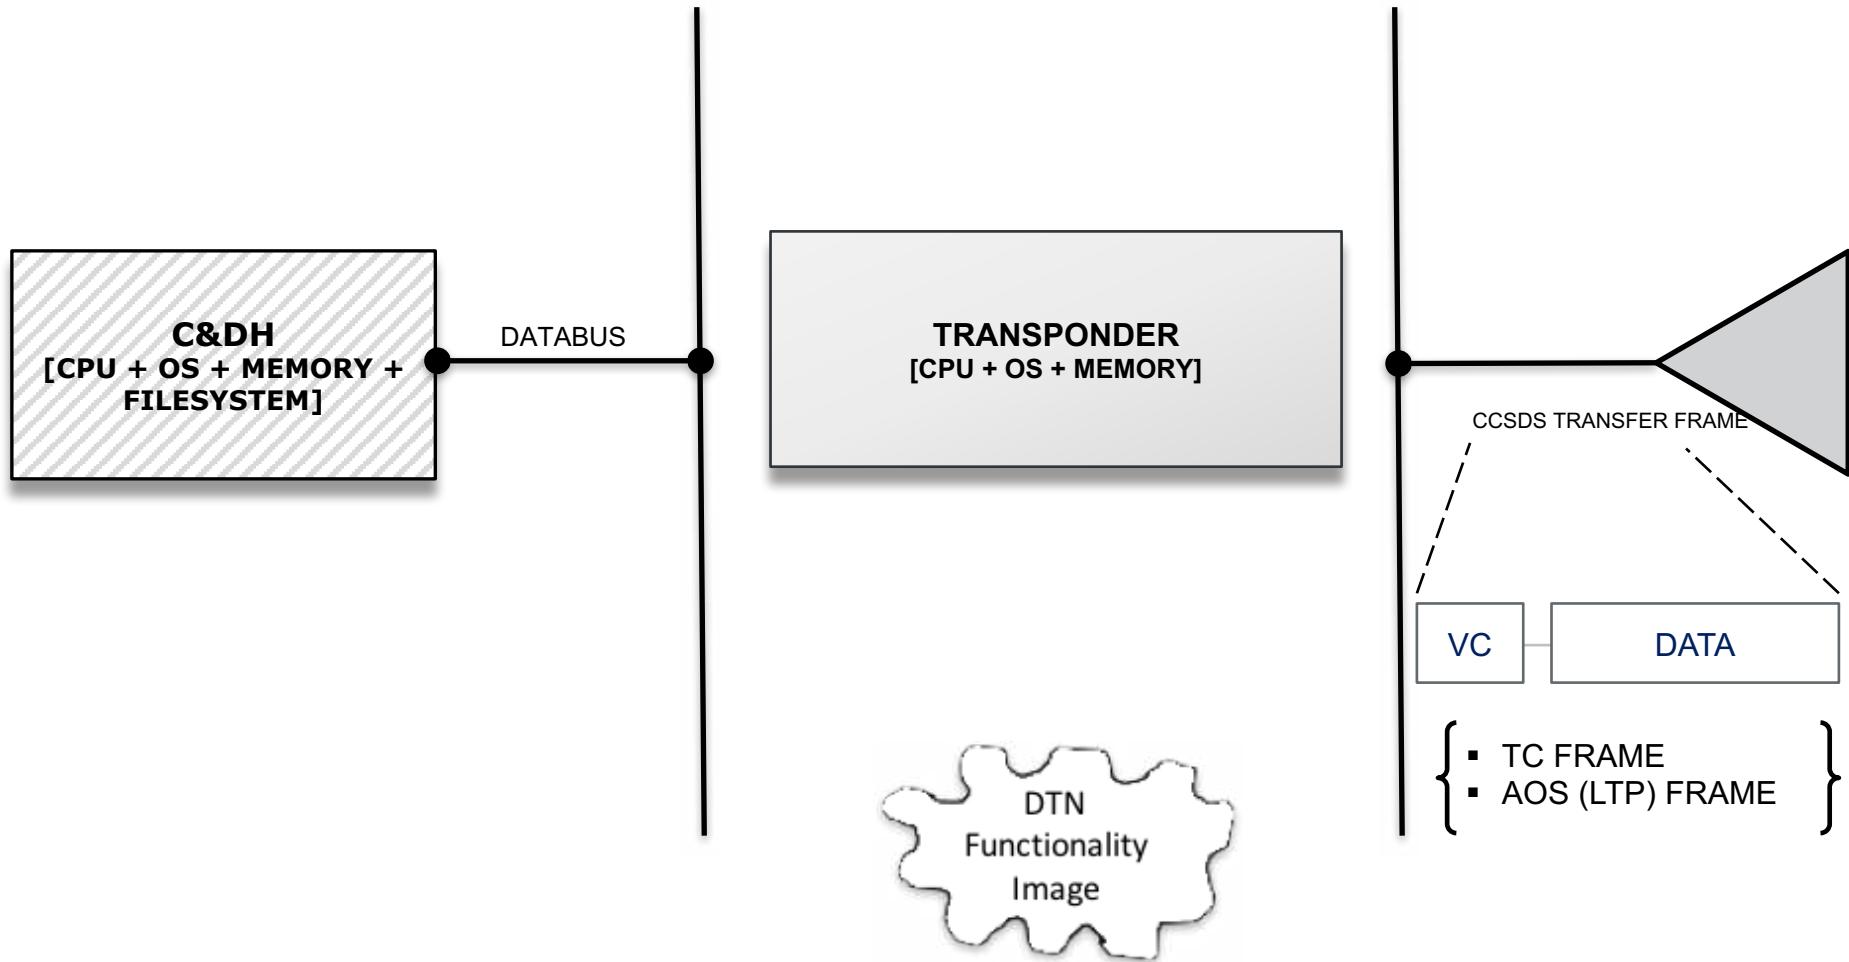 C&DH
[CPU + OS + MEMORY +
FILESYSTEM]
DATABUS
TRANSPONDER
[CPU + OS + MEMORY]
CCSDS TRANSFER FRAME
VC
DATA
▪ TC FRAME
▪ AOS (LTP) FRAME
DTN
Functionality
Image